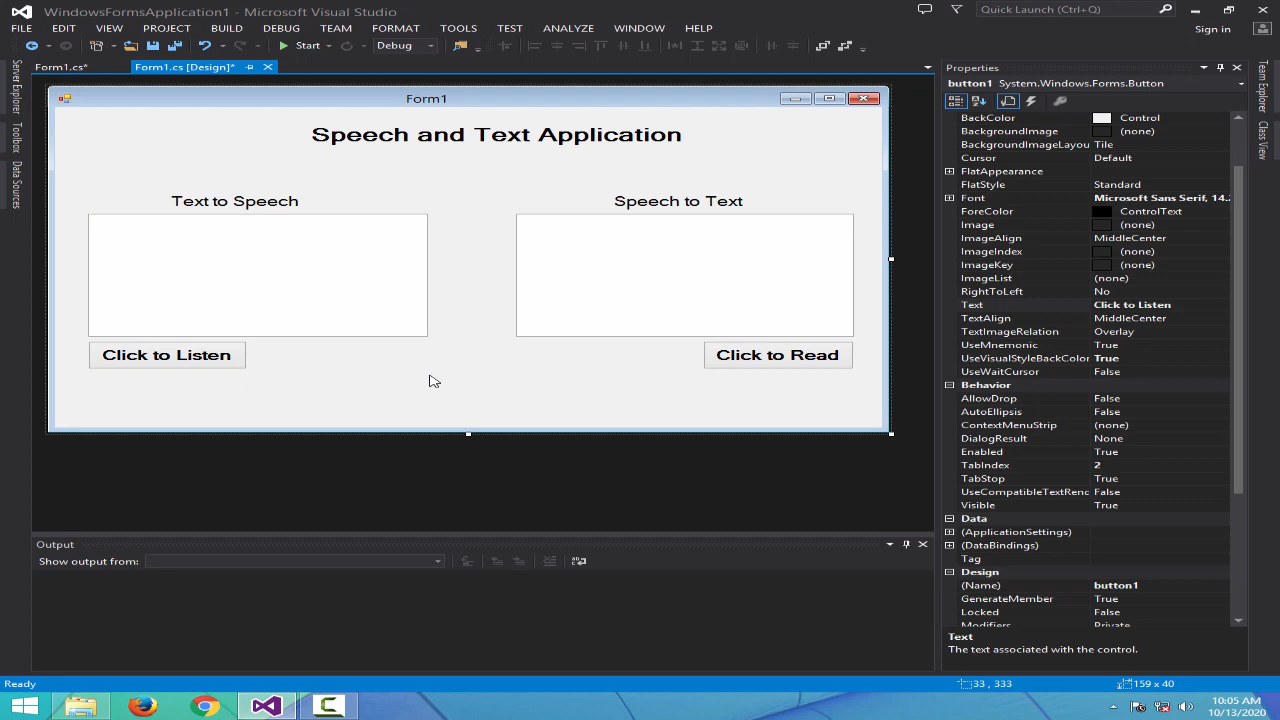 WindowsFormsApplication1 - Microsoft Visual Studio
Quick Launch (Ctrl+Q)
FILE EDIT VIEW PROJECT BUILD DEBUG TEAM FORMAT TOOLS TEST ANALYZE WINDOW HELP
Sign in
Start Debug
Server Explorer
Toolbox
Data Sources
Form1.cs*
Form1.cs [Design]*
Form1
Speech and Text Application
Text to Speech
Speech to Text
Click to Listen
Click to Read
Output
Show output from:
Properties
button1 System.Windows.Forms.Button
BackColor Control
BackgroundImage (none)
BackgroundImageLayou Tile
Cursor Default
FlatAppearance
FlatStyle Standard
Font Microsoft Sans Serif, 14.2
ForeColor ControlText
Image (none)
ImageAlign MiddleCenter
ImageIndex (none)
ImageKey (none)
ImageList (none)
RightToLeft No
Text Click to Listen
TextAlign MiddleCenter
TextImageRelation Overlay
UseMnemonic True
UseVisualStyleBackColor True
UseWaitCursor False
Behavior
AllowDrop False
AutoEllipsis False
ContextMenuStrip (none)
DialogResult None
Enabled True
TabIndex 2
TabStop True
UseCompatibleTextRend False
Visible True
Data
(ApplicationSettings)
(DataBindings)
Tag
Design
(Name) button1
GenerateMember True
Locked False
Modifiers Private
Text
The text associated with the control.
Team Explorer
Class View
Ready
33 , 333
159 x 40
10:05 AM
10/13/2020